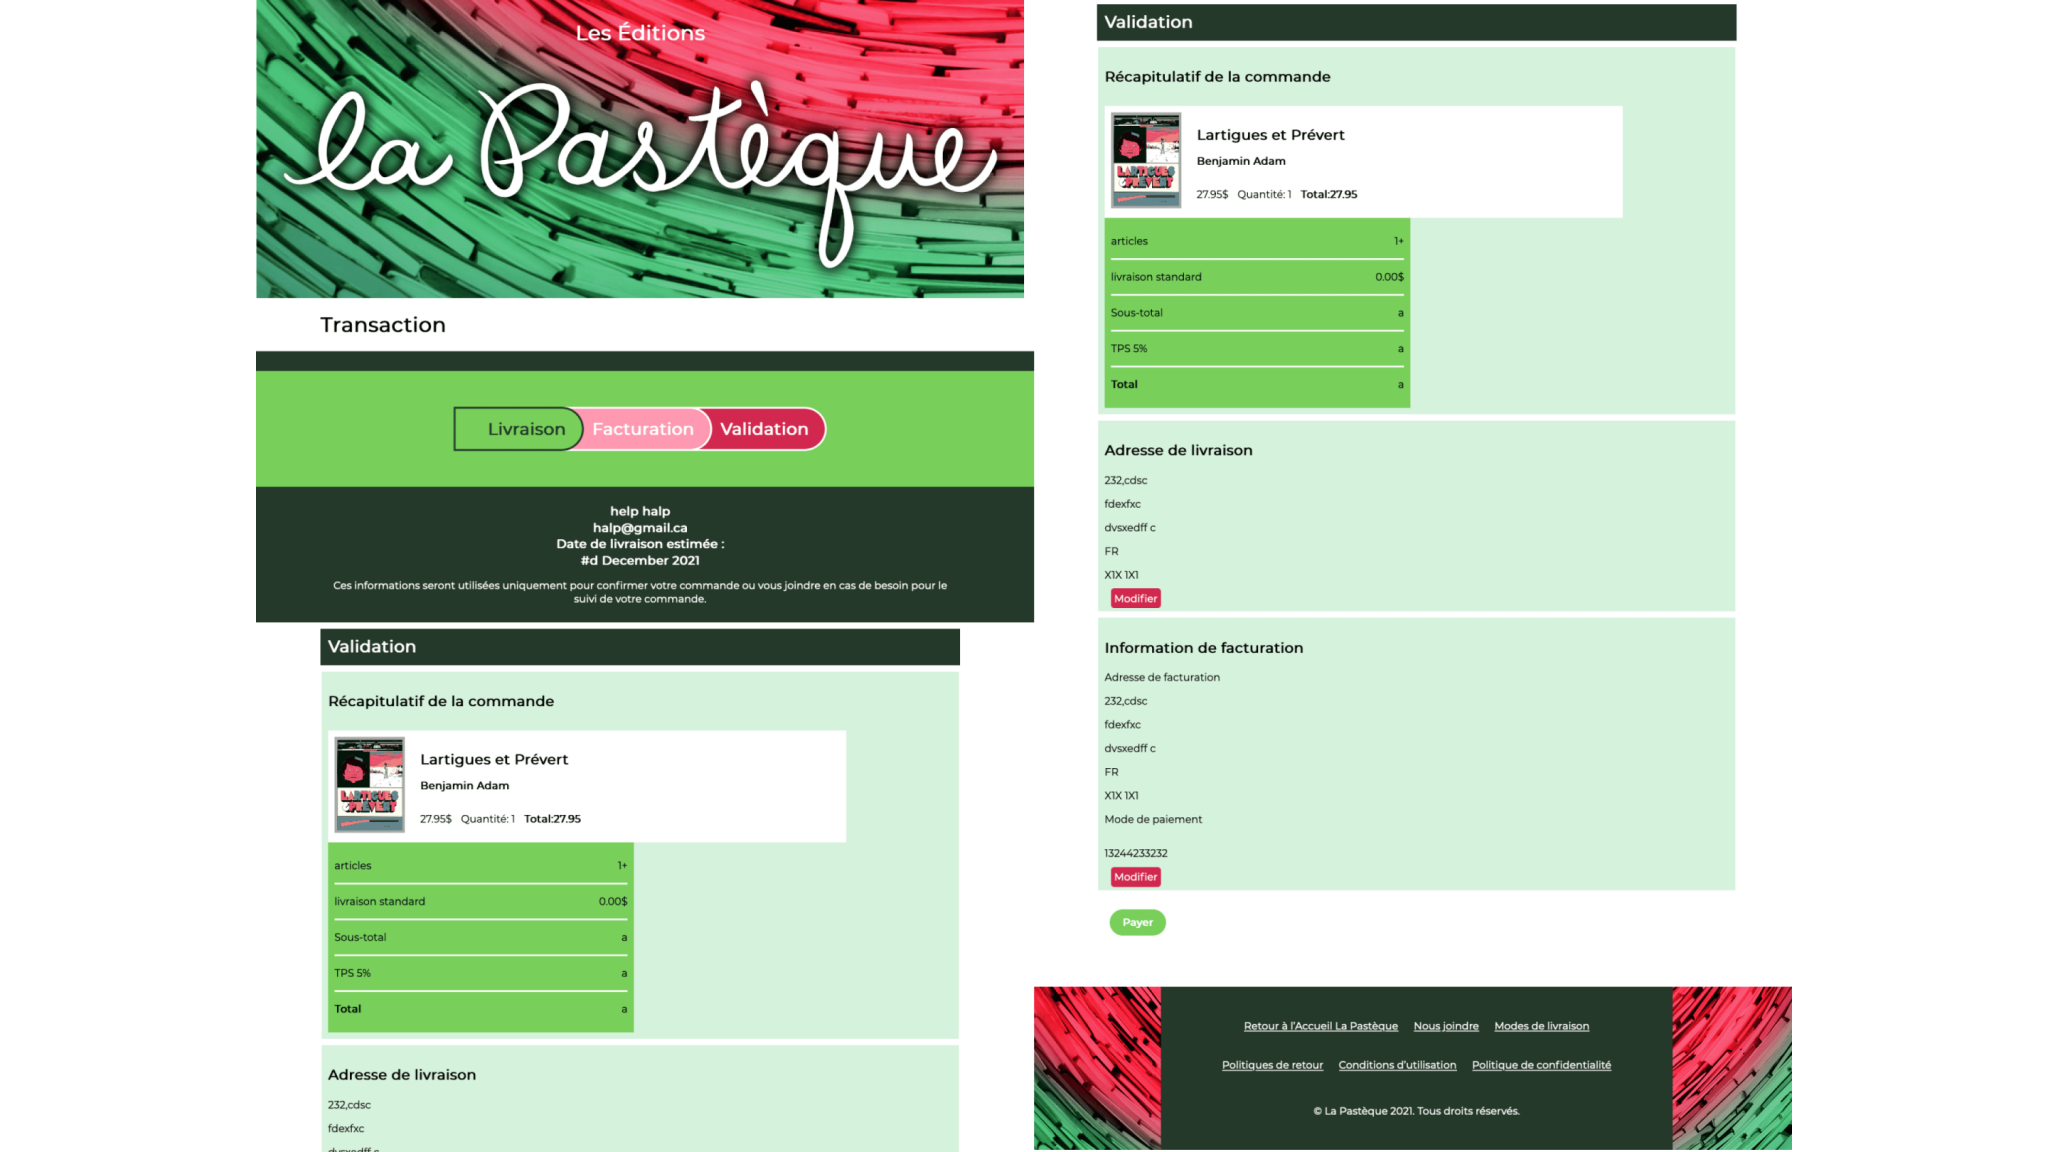 Les Éditions
la Pastèque
Transaction
Livraison Facturation Validation
help halp
halp@gmail.ca
Date de livraison estimée :
#d December 2021
Ces informations seront utilisées uniquement pour confirmer votre commande ou vous joindre en cas de besoin pour le
suivi de votre commande.
Validation
Récapitulatif de la commande
LARTIGUES
&PRÉVERT
Lartigues et Prévert
Benjamin Adam
27.95$ Quantité: 1 Total:27.95
articles 1+
livraison standard 0.00$
Sous-total a
TPS 5% a
Total a
Adresse de livraison
232,cdsc
fdexfxc
dvsxedff c
Validation
Récapitulatif de la commande
LARTIGUES
&PRÉVERT
Lartigues et Prévert
Benjamin Adam
27.95$ Quantité: 1 Total:27.95
articles 1+
livraison standard 0.00$
Sous-total a
TPS 5% a
Total a
Adresse de livraison
232,cdsc
fdexfxc
dvsxedff c
FR
X1X 1X1
Modifier
Information de facturation
Adresse de facturation
232,cdsc
fdexfxc
dvsxedff c
FR
X1X 1X1
Mode de paiement
13244233232
Modifier
Payer
Retour à l'Accueil La Pastèque Nous joindre Modes de livraison
Politiques de retour Conditions d'utilisation Politique de confidentialité
© La Pastèque 2021. Tous droits réservés.